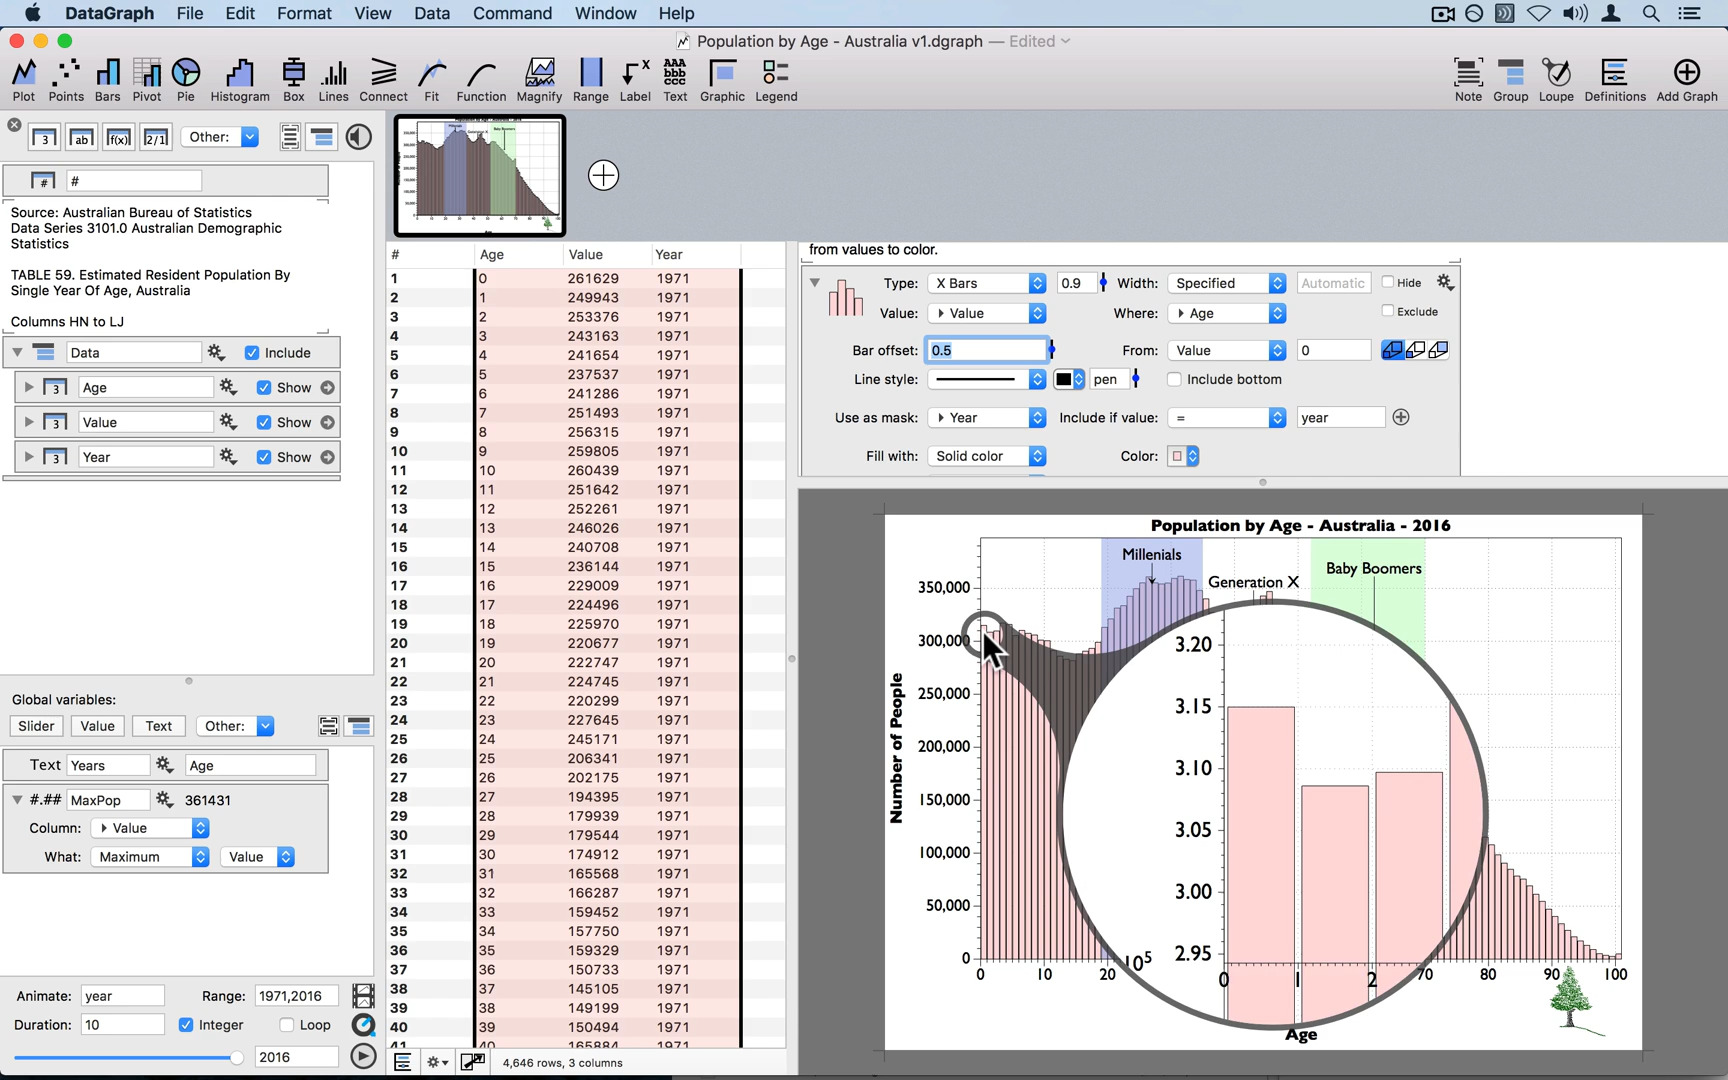 DataGraph File Edit Format View Data Command Window Help
Population by Age - Australia v1.dgraph — Edited
Plot Points Bars Pivot Pie Histogram Box Lines Connect Fit Function Magnify Range Label Text Graphic Legend Note Group Loupe Definitions Add Graph
3 ab f(x) 2/1 Other:
# #
Source: Australian Bureau of Statistics
Data Series 3101.0 Australian Demographic
Statistics
TABLE 59. Estimated Resident Population By
Single Year Of Age, Australia
Columns HN to LJ
Data Include
3 Age Show
3 Value Show
3 Year Show
Global variables:
Slider Value Text Other:
Text Years Age
#.## MaxPop 361431
Column: Value
What: Maximum Value
Animate: year Range: 1971,2016
Duration: 10 Integer Loop
2016
# Age Value Year
1 0 261629 1971
2 1 249943 1971
3 2 253376 1971
4 3 243163 1971
5 4 241654 1971
6 5 237537 1971
7 6 241286 1971
8 7 251493 1971
9 8 256315 1971
10 9 259805 1971
11 10 260439 1971
12 11 251642 1971
13 12 252261 1971
14 13 246026 1971
15 14 240708 1971
16 15 236144 1971
17 16 229009 1971
18 17 224496 1971
19 18 225970 1971
20 19 220677 1971
21 20 222747 1971
22 21 224745 1971
23 22 220299 1971
24 23 227645 1971
25 24 245171 1971
26 25 206341 1971
27 26 202175 1971
28 27 194395 1971
29 28 179939 1971
30 29 179544 1971
31 30 174912 1971
32 31 165568 1971
33 32 166287 1971
34 33 159452 1971
35 34 157750 1971
36 35 159329 1971
37 36 150733 1971
38 37 145105 1971
39 38 149199 1971
40 39 150494 1971
41 40 165884 1971
4,646 rows, 3 columns
from values to color.
Type: X Bars 0.9 Width: Specified Automatic Hide
Value: Value Where: Age Exclude
Bar offset: 0.5 From: Value 0
Line style: pen Include bottom
Use as mask: Year Include if value: = year
Fill with: Solid color Color:
Population by Age - Australia - 2016
Millenials
Generation X
Baby Boomers
Number of People
350,000
300,000
250,000
200,000
150,000
100,000
50,000
0
0 10 20 70 80 90 100
Age
3.20
3.15
3.10
3.05
3.00
2.95
10⁵
0 1 2